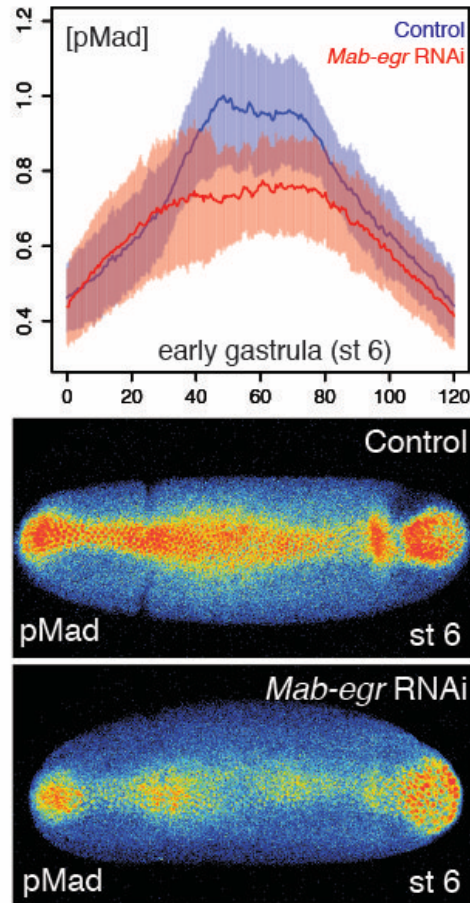 1.2
1.0
0.8
0.6
0.4
[pMad]
Control
Mab-egr RNAi
early gastrula (st 6)
0 20 40 60 80 100 120
Control
pMad st 6
Mab-egr RNAi
pMad st 6